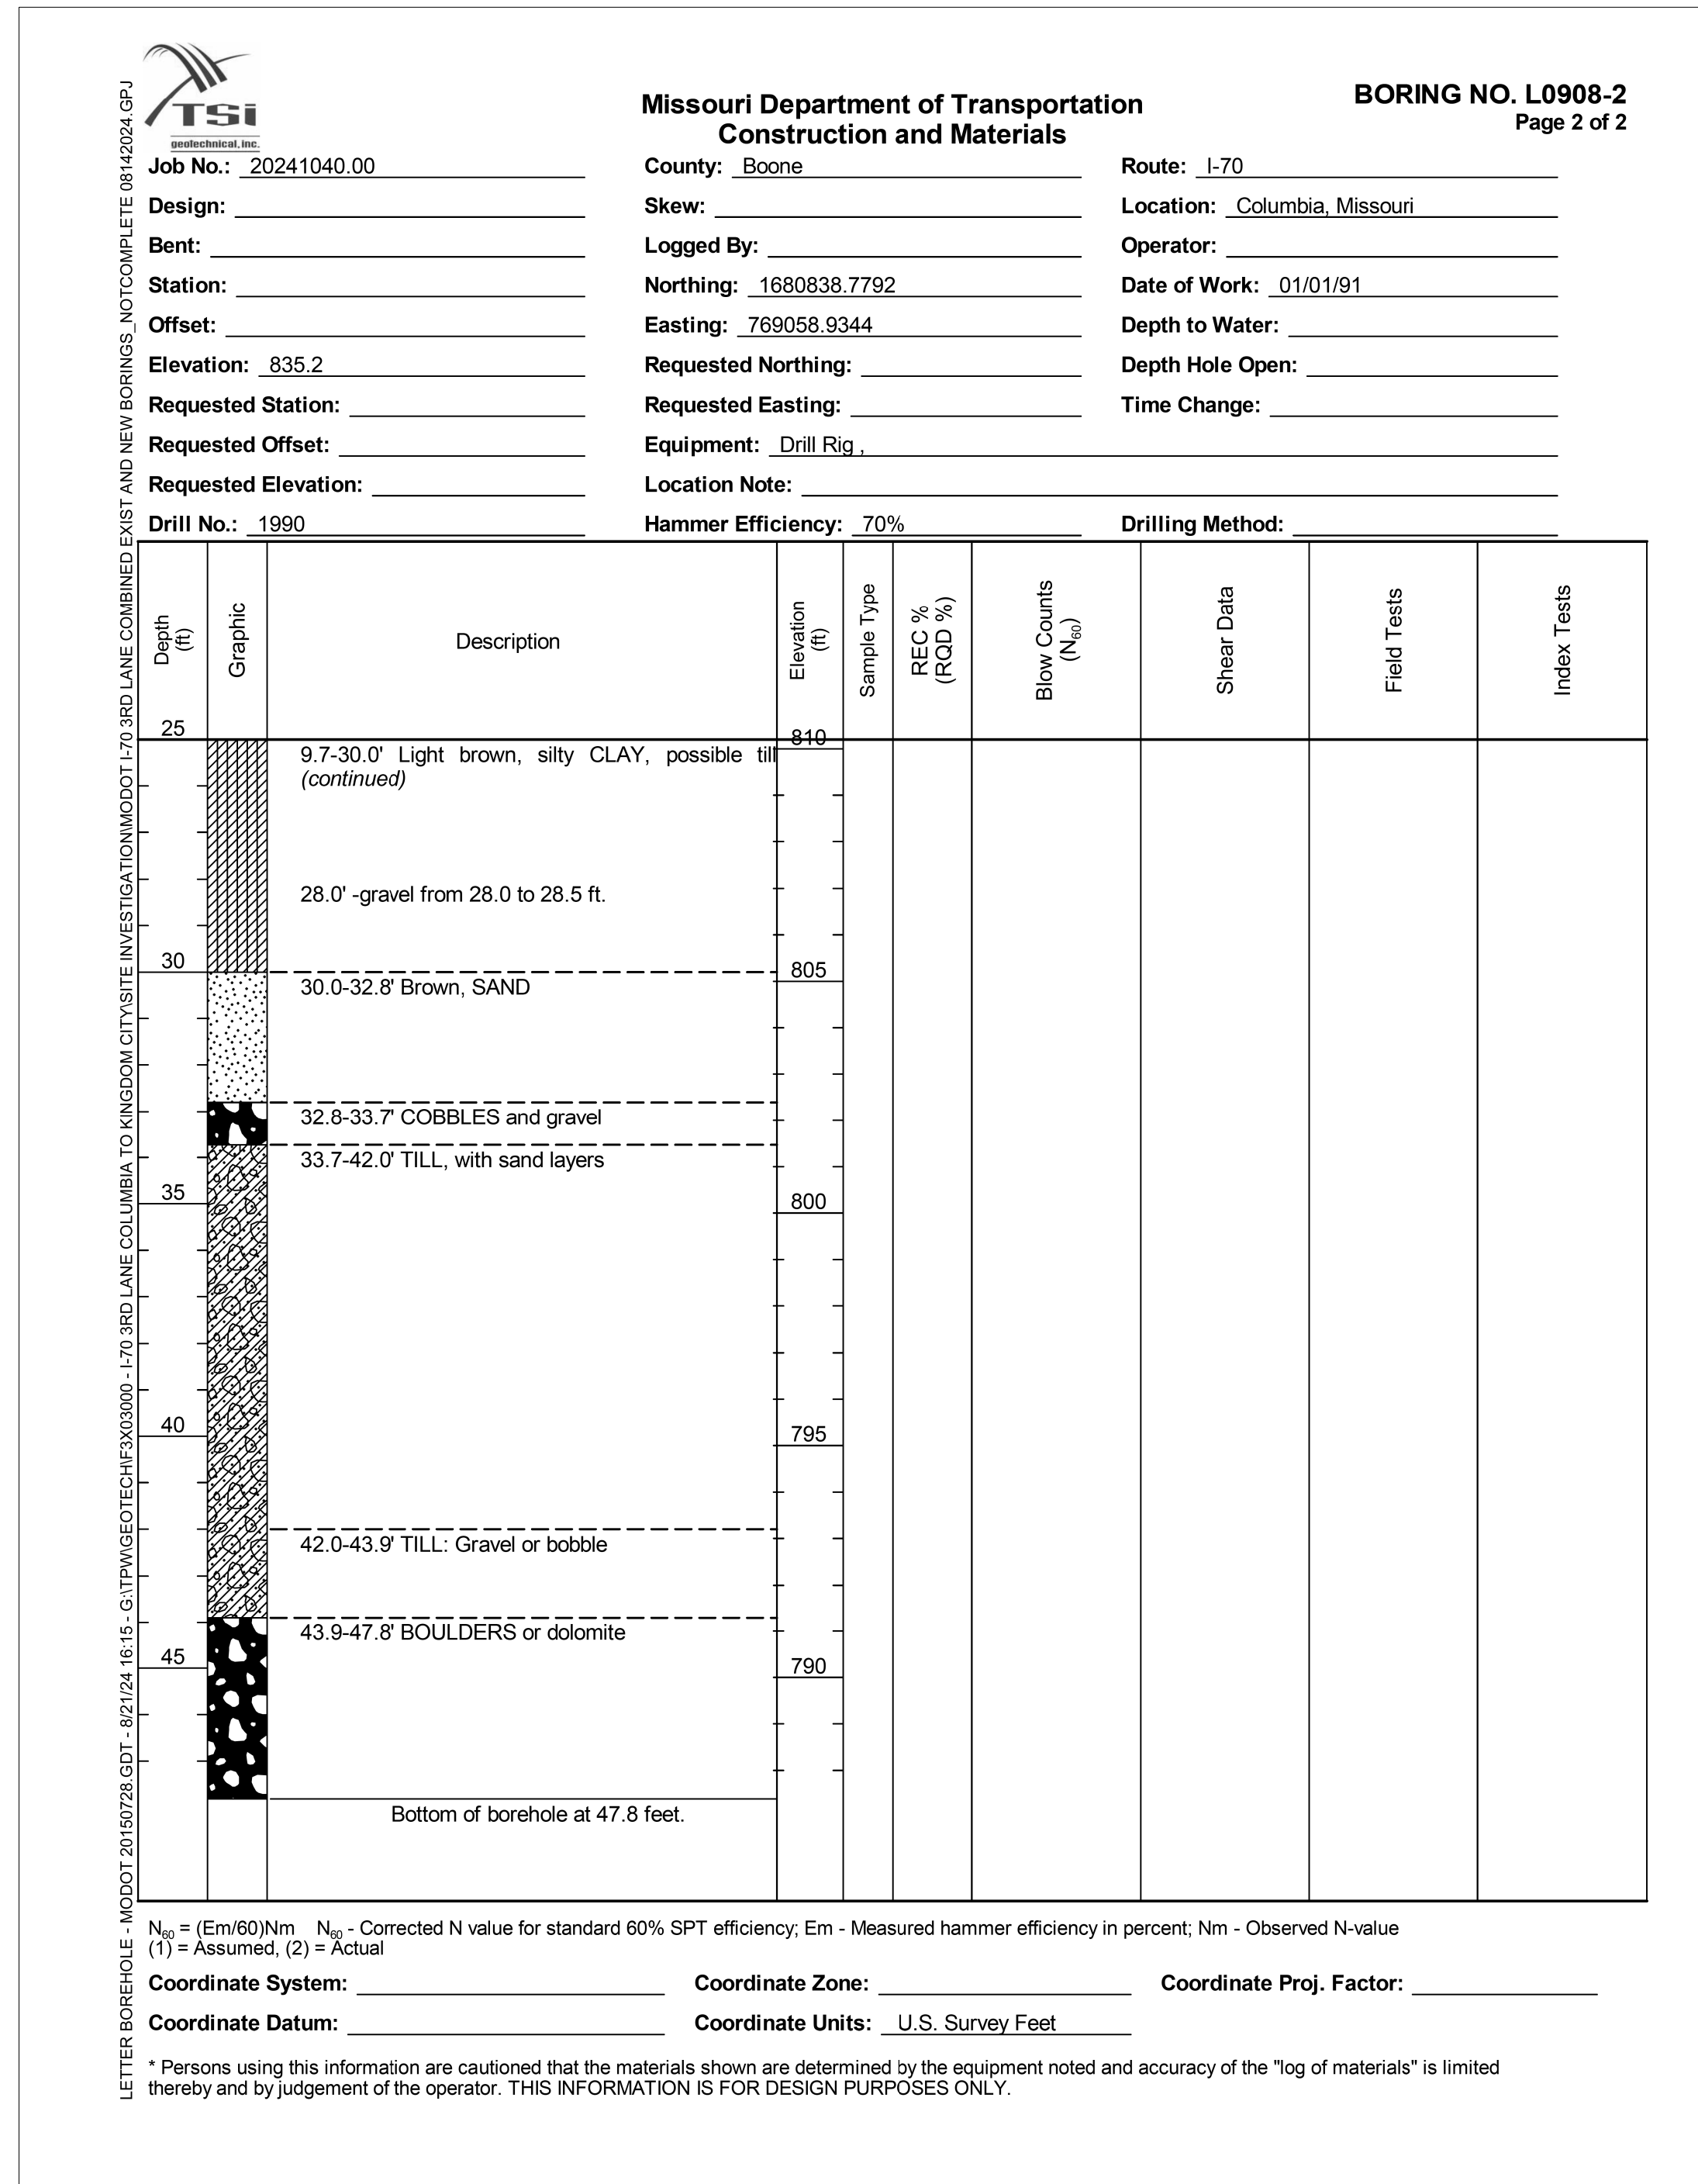 TSi
geotechnical, inc.
Missouri Department of Transportation
Construction and Materials
BORING NO. L0908-2
Page 2 of 2
Job No.: 20241040.00
County: Boone
Route: I-70
Design:
Skew:
Location: Columbia, Missouri
Bent:
Logged By:
Operator:
Station:
Northing: 1680838.7792
Date of Work: 01/01/91
Offset:
Easting: 769058.9344
Depth to Water:
Elevation: 835.2
Requested Northing:
Depth Hole Open:
Requested Station:
Requested Easting:
Time Change:
Requested Offset:
Equipment: Drill Rig ,
Requested Elevation:
Location Note:
Drill No.: 1990
Hammer Efficiency: 70%
Drilling Method:
Depth
(ft)
Graphic
Description
Elevation
(ft)
Sample Type
REC %
(RQD %)
Blow Counts
(N60)
Shear Data
Field Tests
Index Tests
25
810
9.7-30.0' Light brown, silty CLAY, possible till
(continued)
28.0' -gravel from 28.0 to 28.5 ft.
30
805
30.0-32.8' Brown, SAND
32.8-33.7' COBBLES and gravel
33.7-42.0' TILL, with sand layers
35
800
40
795
42.0-43.9' TILL: Gravel or bobble
43.9-47.8' BOULDERS or dolomite
45
790
Bottom of borehole at 47.8 feet.
N60 = (Em/60)Nm N60 - Corrected N value for standard 60% SPT efficiency; Em - Measured hammer efficiency in percent; Nm - Observed N-value
(1) = Assumed, (2) = Actual
Coordinate System:
Coordinate Zone:
Coordinate Proj. Factor:
Coordinate Datum:
Coordinate Units: U.S. Survey Feet
* Persons using this information are cautioned that the materials shown are determined by the equipment noted and accuracy of the "log of materials" is limited
thereby and by judgement of the operator. THIS INFORMATION IS FOR DESIGN PURPOSES ONLY.
LETTER BOREHOLE - MODOT 20150728.GDT - 8/21/24 16:15 - G:\TPW\GEOTECH\F3X03000 - I-70 3RD LANE COLUMBIA TO KINGDOM CITY\SITE INVESTIGATION\MODOT I-70 3RD LANE COMBINED EXIST AND NEW BORINGS_NOTCOMPLETE 08142024.GPJ